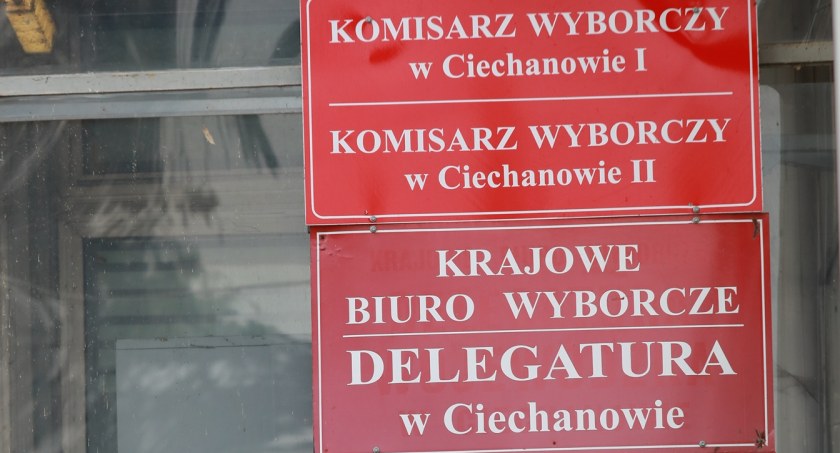 KOMISARZ WYBORCZY
w Ciechanowie I
KOMISARZ WYBORCZY
w Ciechanowie II
KRAJOWE
BIURO WYBORCZE
DELEGATURA
w Ciechanowie